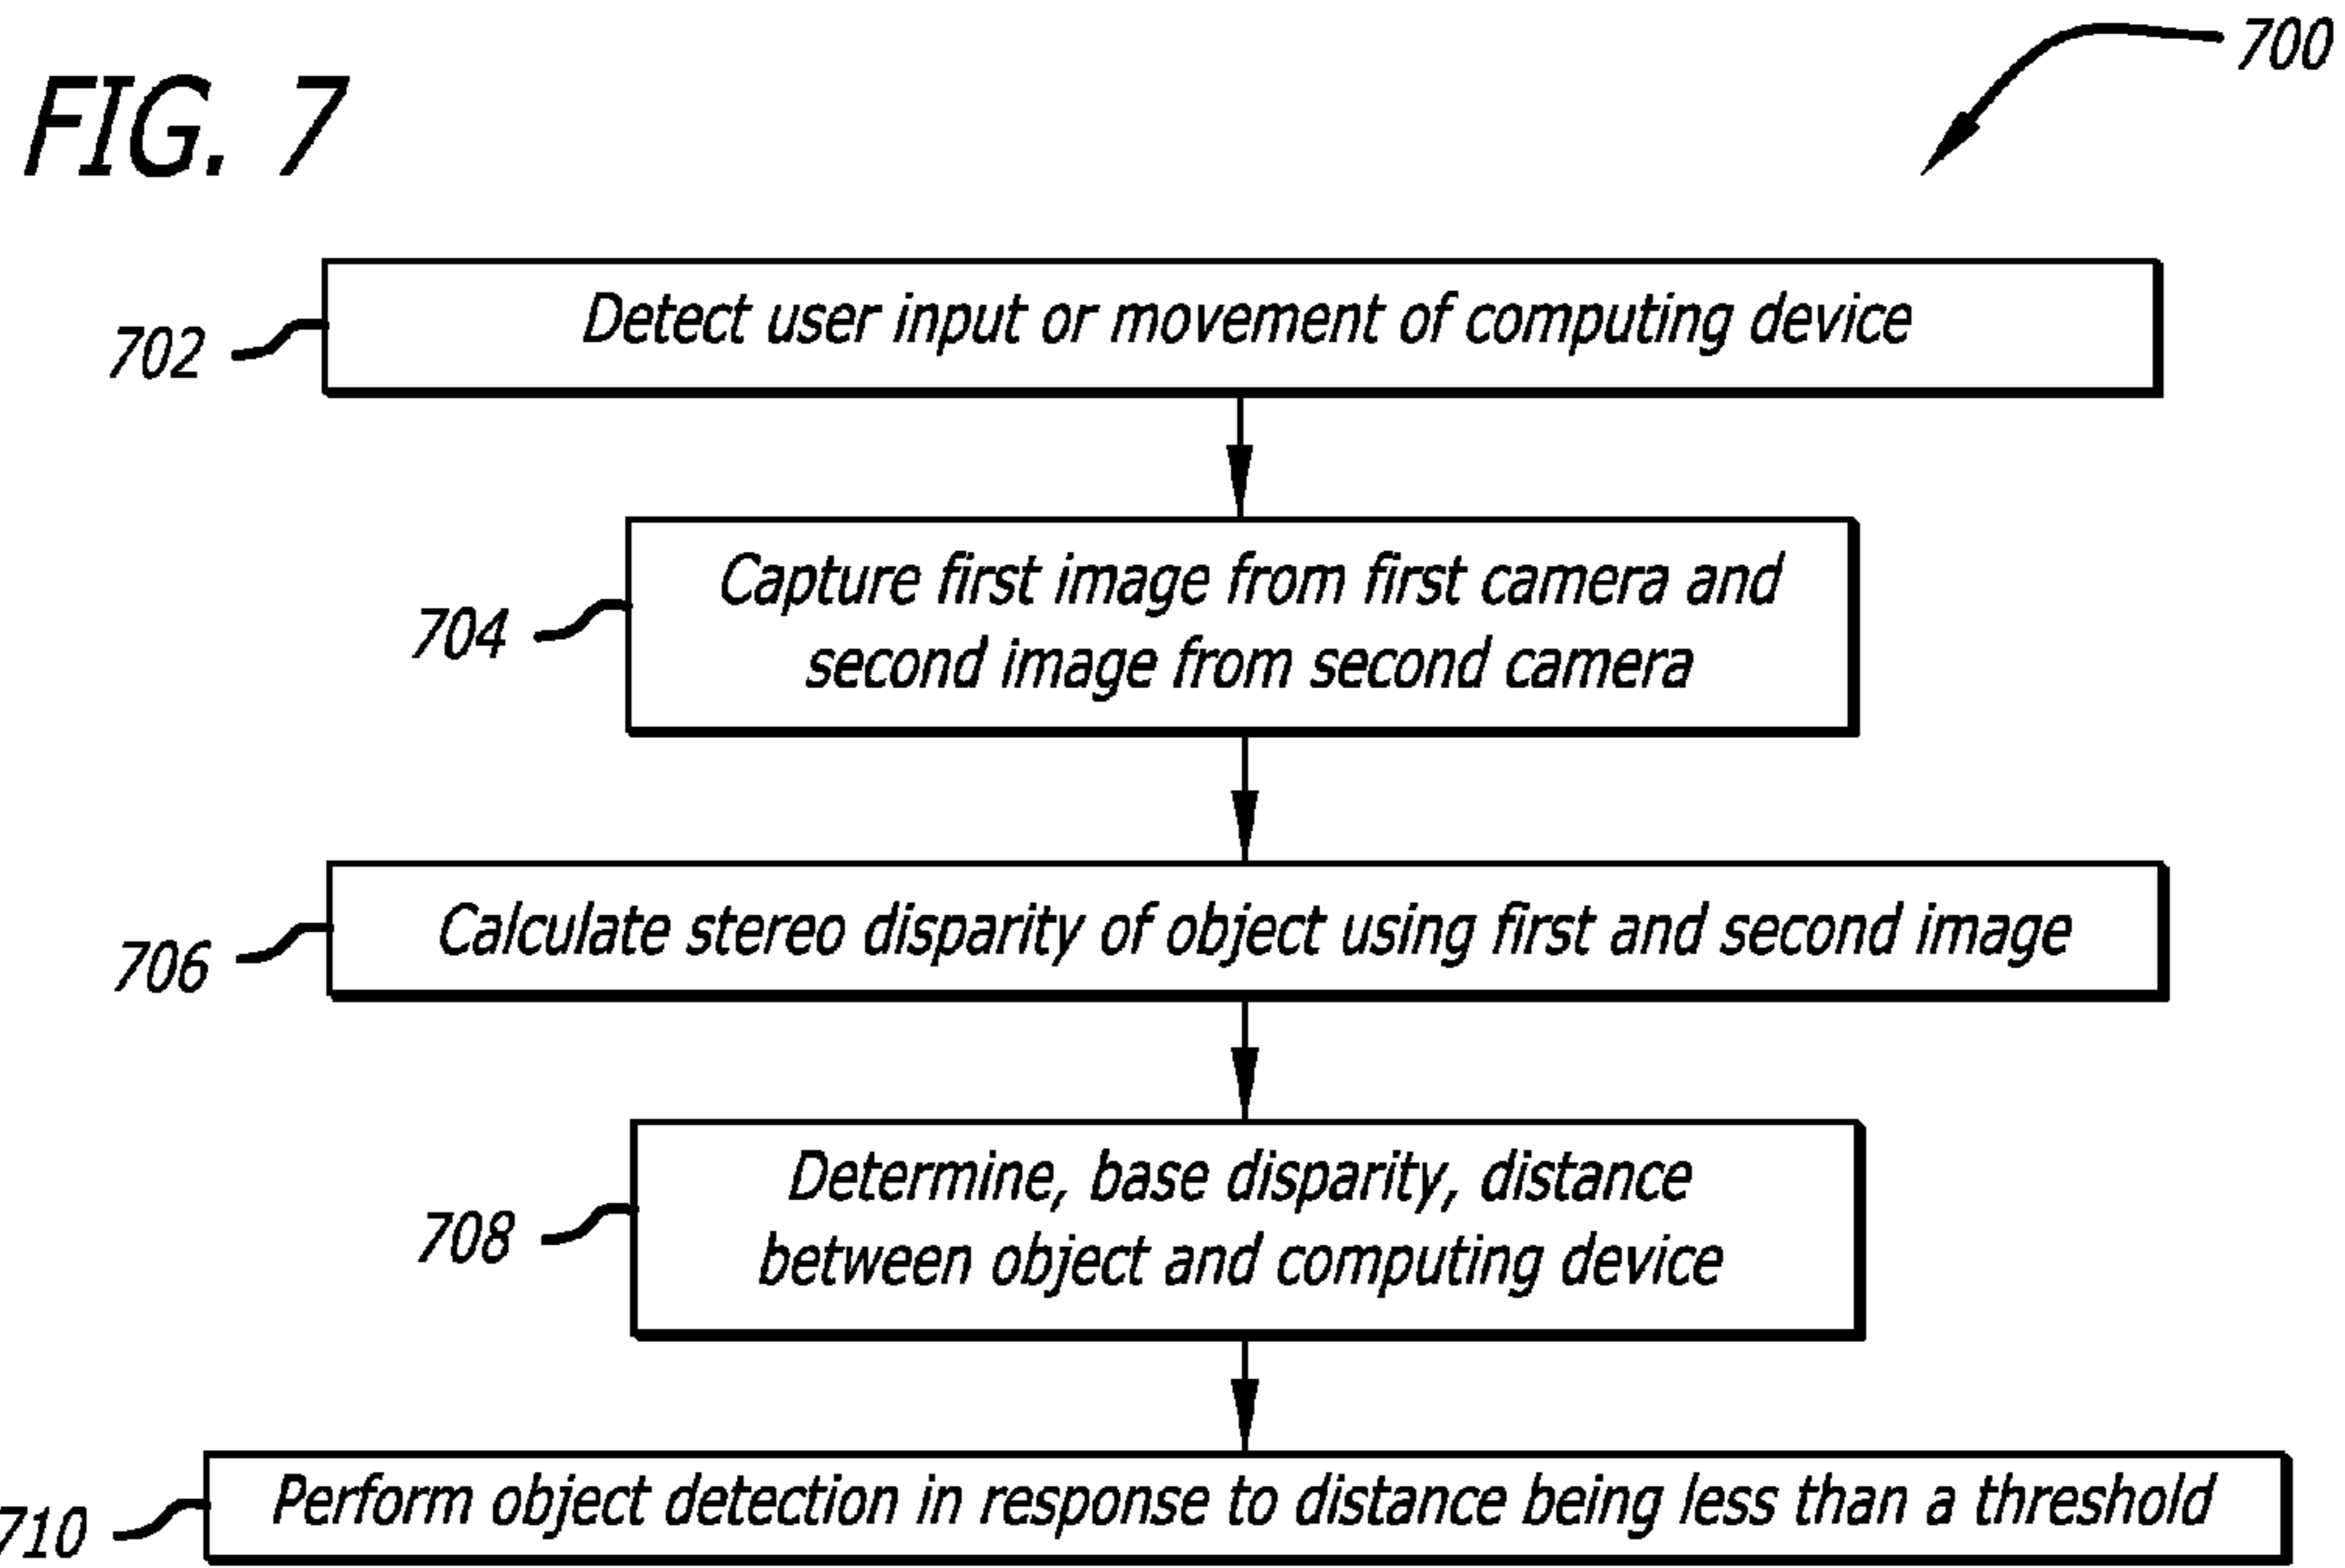 FIG. 7
700
702
Detect user input or movement of computing device
704
Capture first image from first camera and
second image from second camera
706
Calculate stereo disparity of object using first and second image
708
Determine, base disparity, distance
between object and computing device
710
Perform object detection in response to distance being less than a threshold